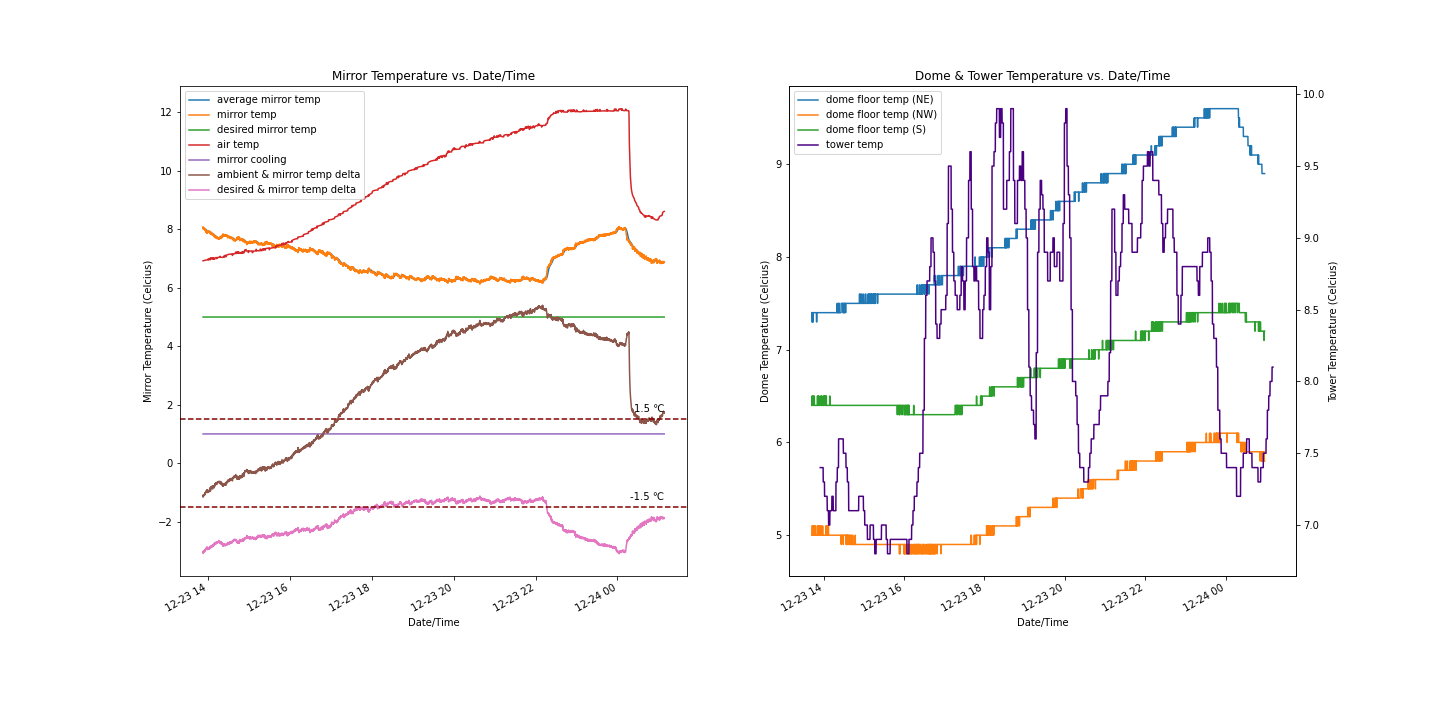 Mirror Temperature vs. Date/Time
average mirror temp
mirror temp
desired mirror temp
air temp
mirror cooling
ambient & mirror temp delta
desired & mirror temp delta
12
10
8
6
4
2
0
−2
Mirror Temperature (Celcius)
1.5 °C
-1.5 °C
12-23 14
12-23 16
12-23 18
12-23 20
12-23 22
12-24 00
Date/Time
Dome & Tower Temperature vs. Date/Time
dome floor temp (NE)
dome floor temp (NW)
dome floor temp (S)
tower temp
9
8
7
6
5
Dome Temperature (Celcius)
10.0
9.5
9.0
8.5
8.0
7.5
7.0
Tower Temperature (Celcius)
12-23 14
12-23 16
12-23 18
12-23 20
12-23 22
12-24 00
Date/Time